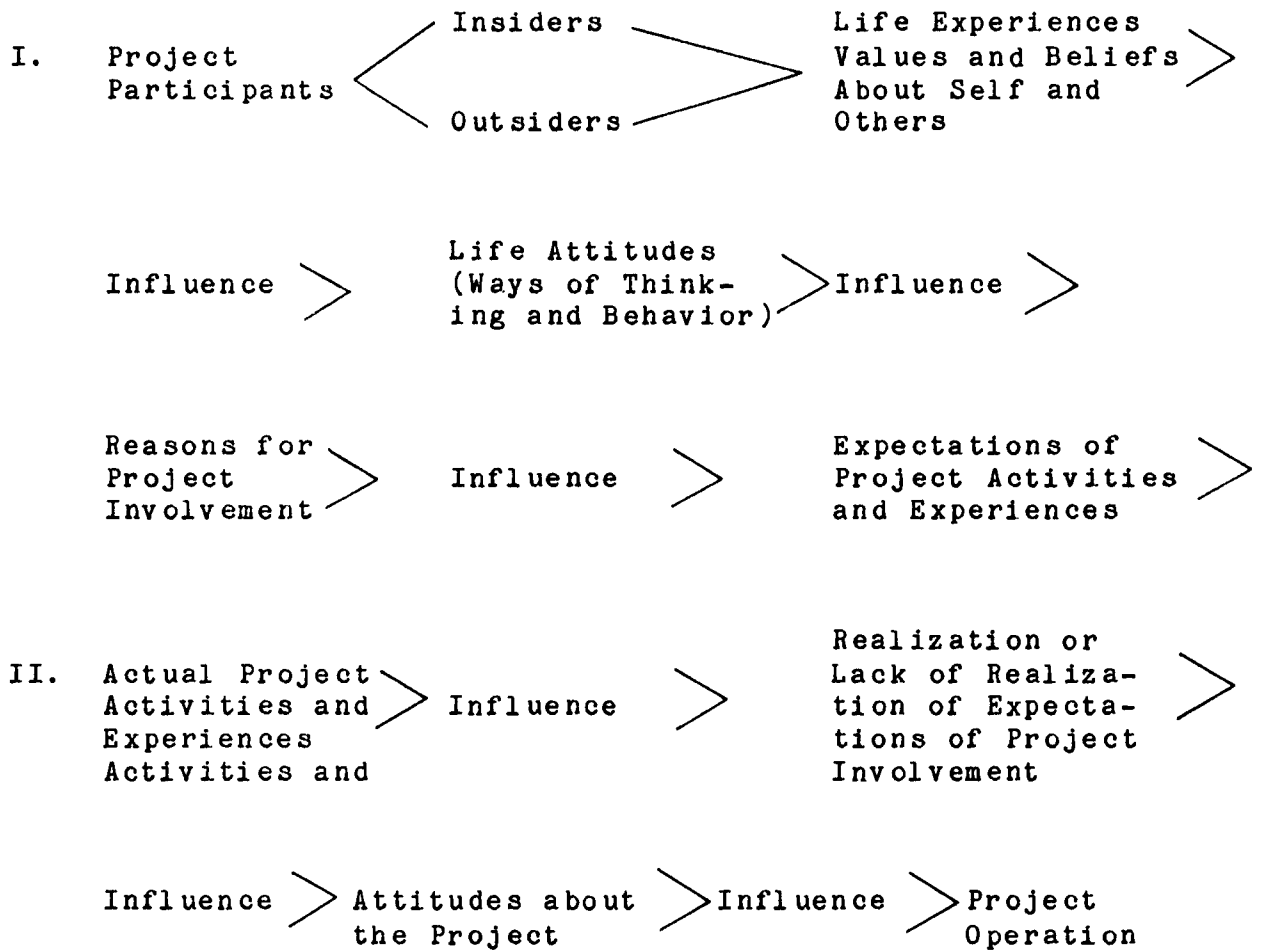 Insiders
Life Experiences
I. Project
Values and Beliefs
Participants
About Self and
Outsiders
Others
Life Attitudes
Influence
(Ways of Think-
Influence
ing and Behavior)
Reasons for
Expectations of
Project
Influence
Project Activities
Involvement
and Experiences
Realization or
II. Actual Project
Lack of Realiza-
Activities and
Influence
tion of Expecta-
Experiences
tions of Project
Activities and
Involvement
Influence
Attitudes about
Influence
Project
the Project
Operation